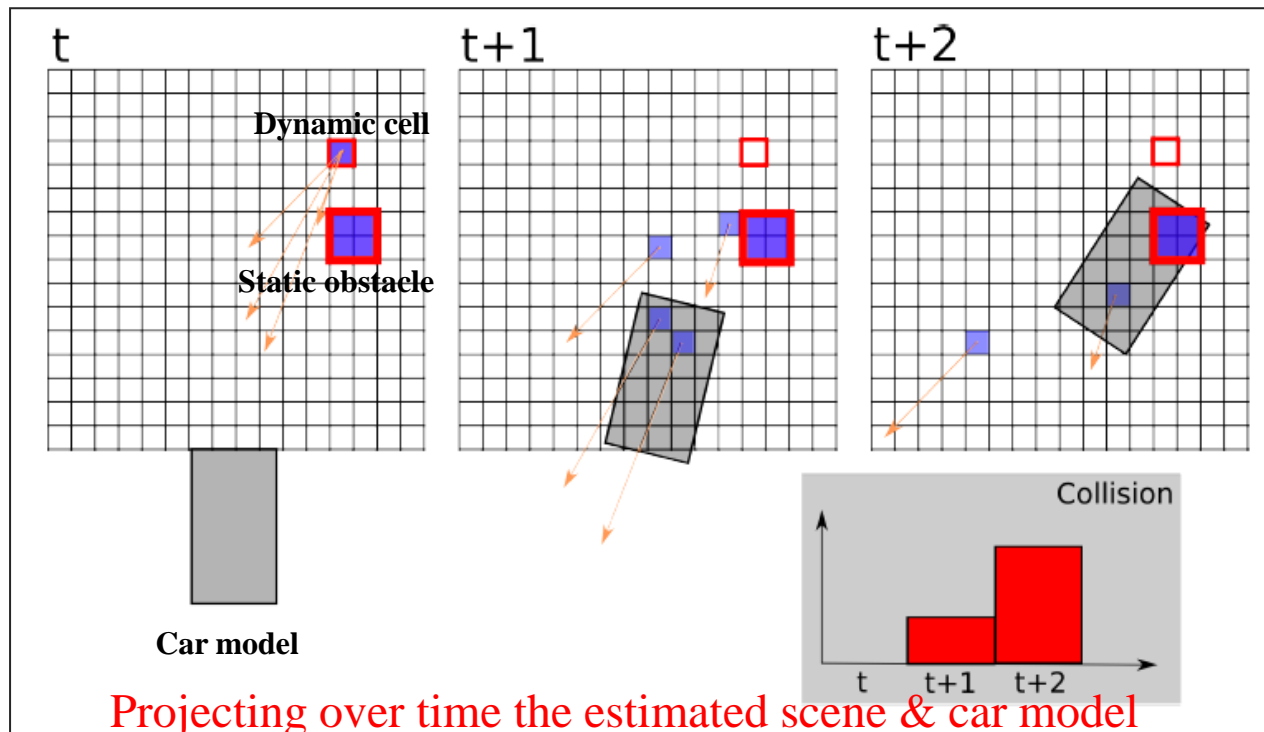 t
t+1
t+2
Dynamic cell
Static obstacle
Car model
Collision
t
t+1
t+2
Projecting over time the estimated scene & car model